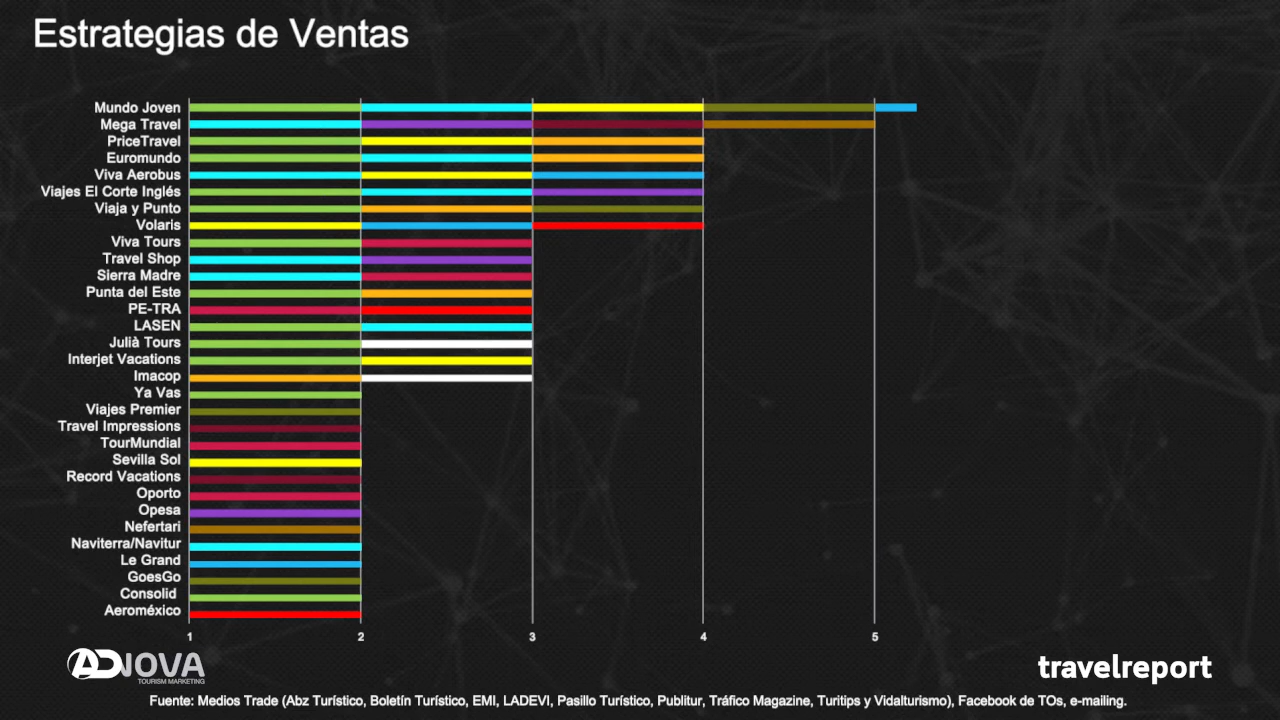 Estrategias de Ventas
Mundo Joven
Mega Travel
PriceTravel
Euromundo
Viva Aerobus
Viajes El Corte Inglés
Viaja y Punto
Volaris
Viva Tours
Travel Shop
Sierra Madre
Punta del Este
PE-TRA
LASEN
Julià Tours
Interjet Vacations
Imacop
Ya Vas
Viajes Premier
Travel Impressions
TourMundial
Sevilla Sol
Record Vacations
Oporto
Opesa
Nefertari
Naviterra/Navitur
Le Grand
GoesGo
Consolid
Aeroméxico
1 2 3 4 5
ADNOVA
TOURISM MARKETING
travelreport
Fuente: Medios Trade (Abz Turístico, Boletín Turístico, EMI, LADEVI, Pasillo Turístico, Publitur, Tráfico Magazine, Turitips y Vidalturismo), Facebook de TOs, e-mailing.